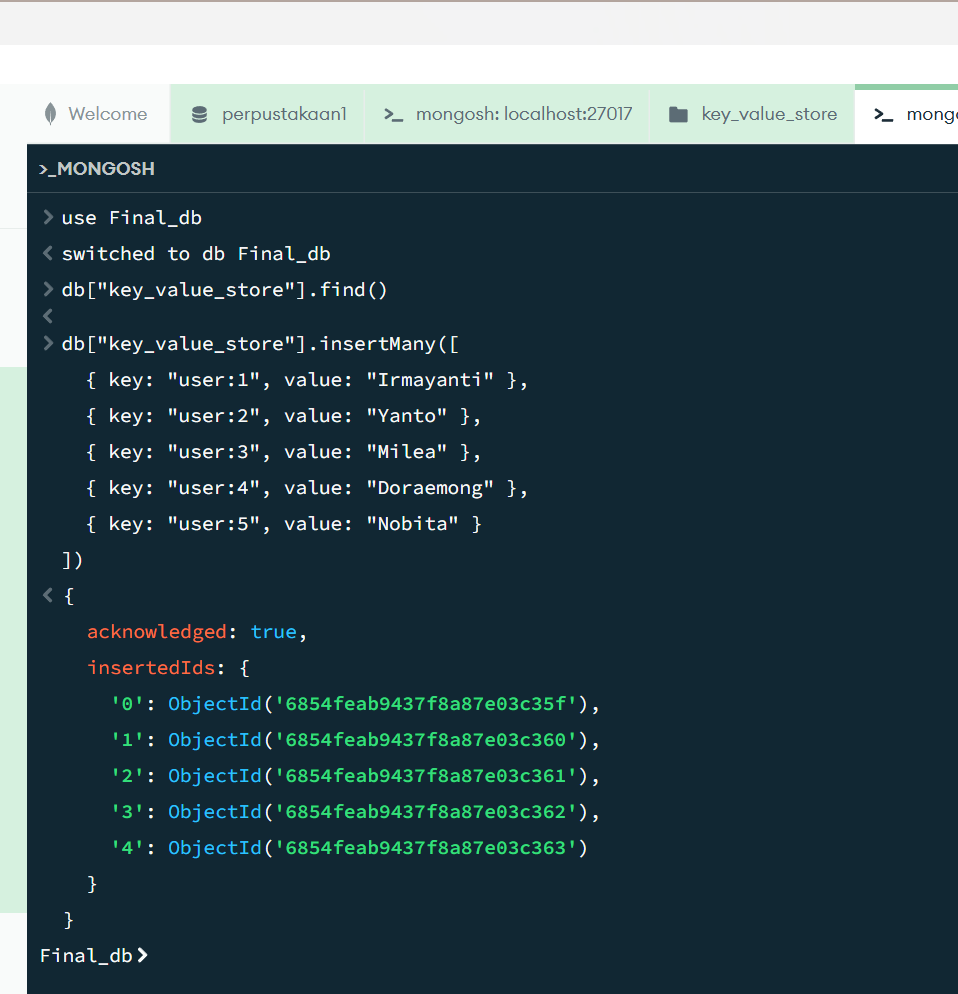 Welcome perpustakaan1 >_ mongosh: localhost:27017 key_value_store >_
>_MONGOSH
> use Final_db
< switched to db Final_db
> db["key_value_store"].find()
<
> db["key_value_store"].insertMany([
{ key: "user:1", value: "Irmayanti" },
{ key: "user:2", value: "Yanto" },
{ key: "user:3", value: "Milea" },
{ key: "user:4", value: "Doraemong" },
{ key: "user:5", value: "Nobita" }
])
< {
acknowledged: true,
insertedIds: {
'0': ObjectId('6854feab9437f8a87e03c35f'),
'1': ObjectId('6854feab9437f8a87e03c360'),
'2': ObjectId('6854feab9437f8a87e03c361'),
'3': ObjectId('6854feab9437f8a87e03c362'),
'4': ObjectId('6854feab9437f8a87e03c363')
}
}
Final_db>